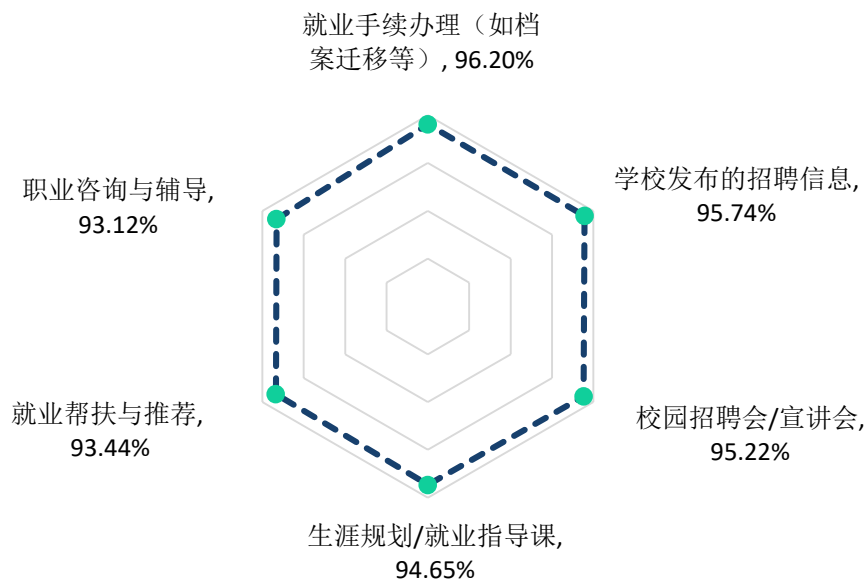 就业手续办理（如档
案迁移等）, 96.20%
学校发布的招聘信息,
95.74%
校园招聘会/宣讲会,
95.22%
生涯规划/就业指导课,
94.65%
就业帮扶与推荐,
93.44%
职业咨询与辅导,
93.12%